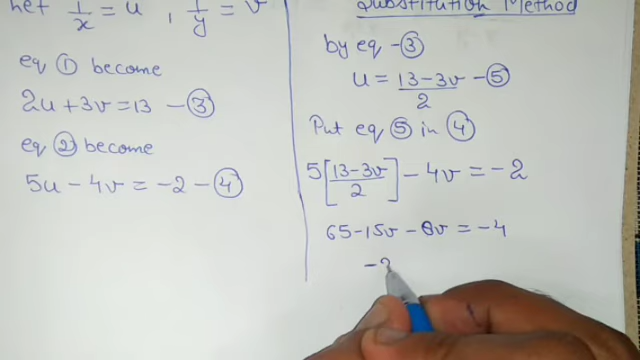 Let 1/x = u , 1/y = v
eq ① become
2u + 3v = 13 — ③
eq ② become
5u - 4v = -2 - ④
Substitution Method
by eq - ③
u = 13-3v/2 - ⑤
Put eq ⑤ in ④
5[13-3v/2] - 4v = -2
65-15v - 8v = -4
-2